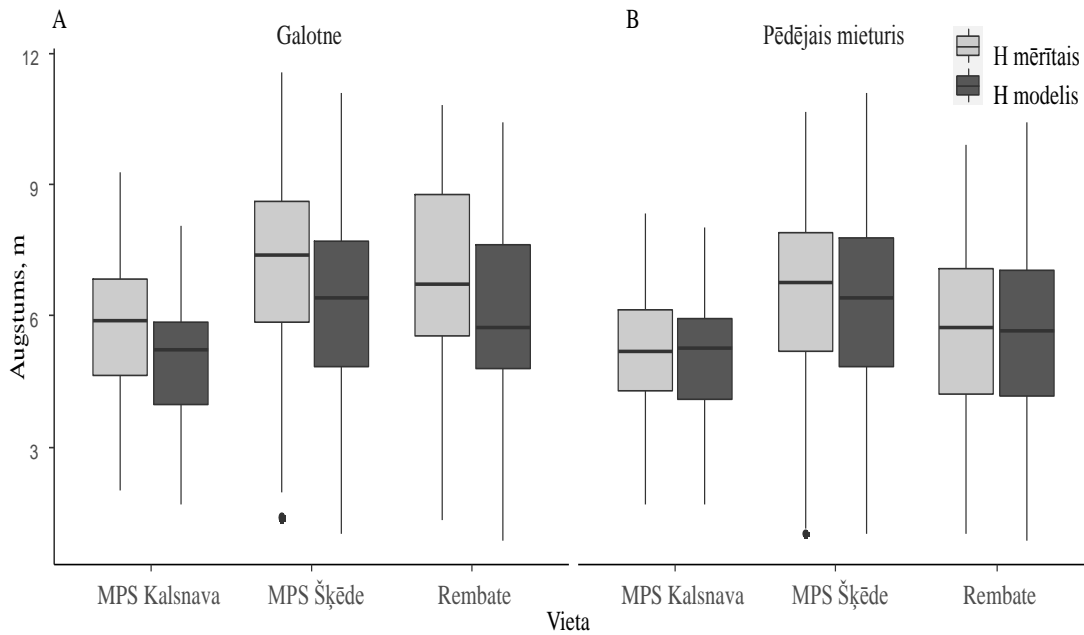 A
Galotne
B
Pēdējais mieturis
H mērītais
H modelis
Augstums, m
12
9
6
3
MPS Kalsnava
MPS Šķēde
Rembate
MPS Kalsnava
MPS Šķēde
Rembate
Vieta